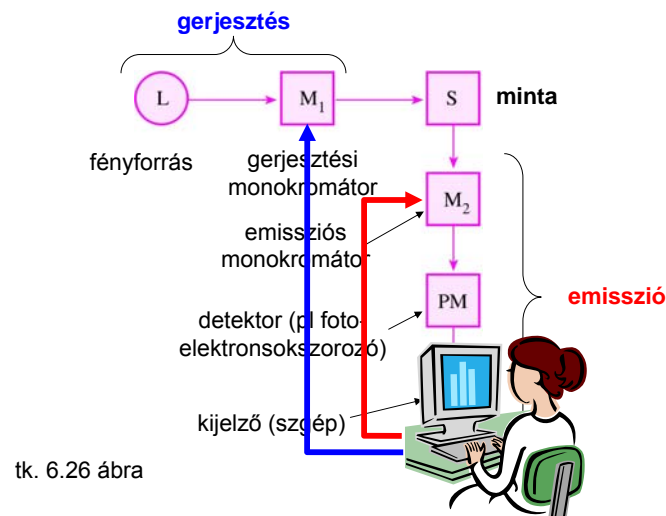 gerjesztés
L
M1
S
minta
fényforrás
gerjesztési
monokromátor
M2
emissziós
monokromátor
emisszió
PM
detektor (pl foto-
elektronsokszorozó)
kijelző (szgép)
tk. 6.26 ábra